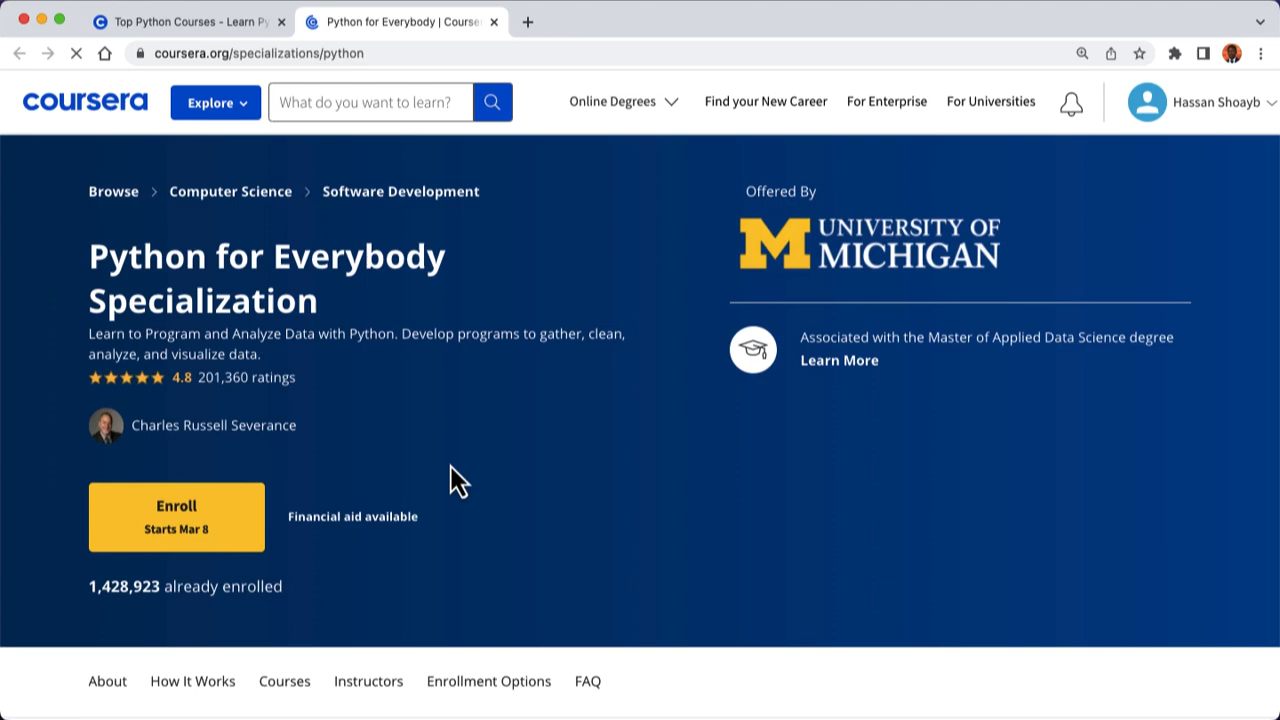 Top Python Courses - Learn Py
Python for Everybody | Course
coursera.org/specializations/python
coursera
Explore
What do you want to learn?
Online Degrees
Find your New Career
For Enterprise
For Universities
Hassan Shoayb
Browse > Computer Science > Software Development
Python for Everybody
Specialization
Learn to Program and Analyze Data with Python. Develop programs to gather, clean,
analyze, and visualize data.
4.8 201,360 ratings
Charles Russell Severance
Enroll
Starts Mar 8
Financial aid available
1,428,923 already enrolled
Offered By
M UNIVERSITY OF
MICHIGAN
Associated with the Master of Applied Data Science degree
Learn More
About
How It Works
Courses
Instructors
Enrollment Options
FAQ